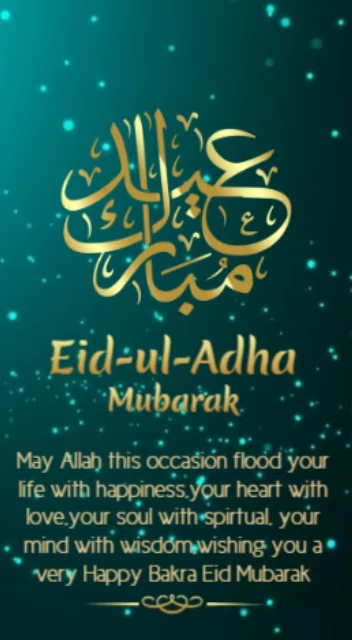 عيد مبارك
Eid-ul-Adha
Mubarak
May Allah this occasion flood your
life with happiness,your heart with
love,your soul with spirtual, your
mind with wisdom,wishing you a
very Happy Bakra Eid Mubarak